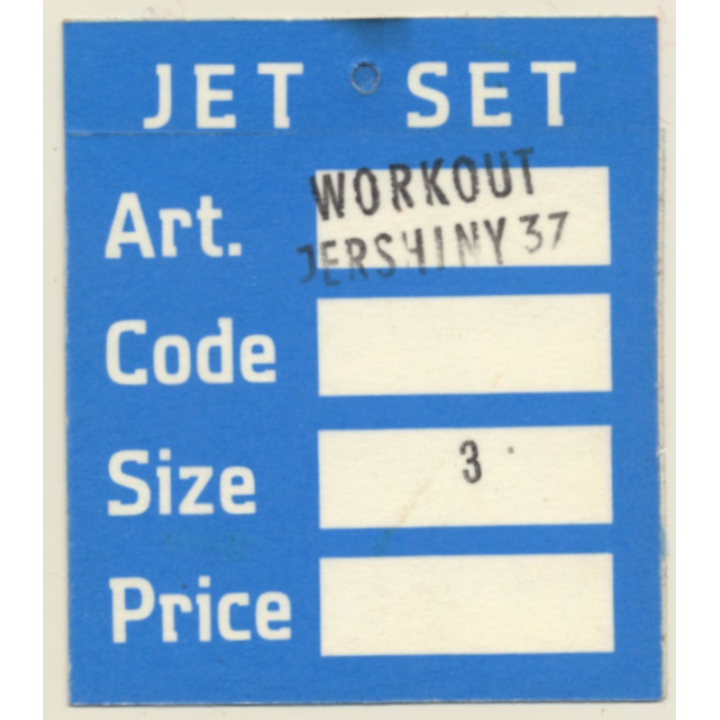 JET SET
Art. WORKOUT
JERSHINY 37
Code
Size 3
Price